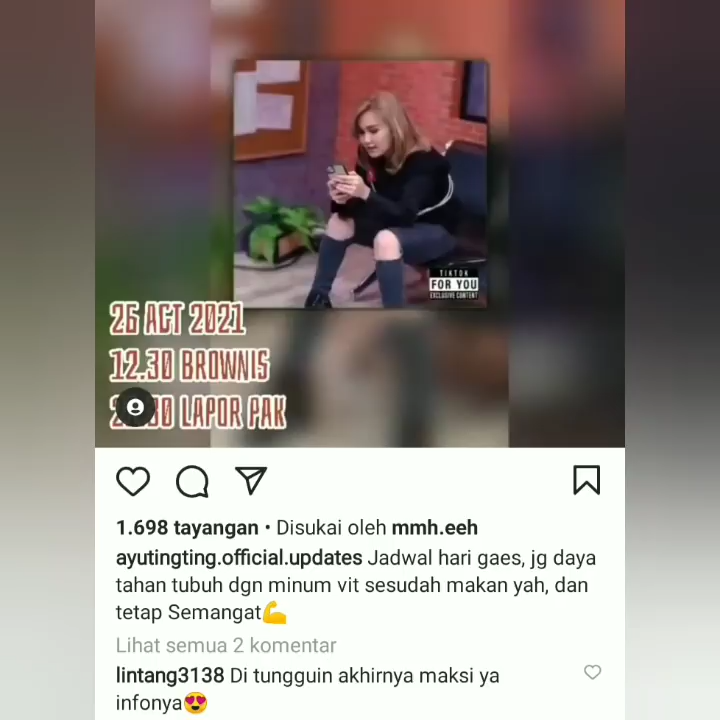 TIKTOK
FOR YOU
EXCLUSIVE CONTENT
26 ACT 2021
12.30 BROWNIS
LAPOR PAK
1.698 tayangan • Disukai oleh mmh.eeh
ayutingting.official.updates Jadwal hari gaes, jg daya
tahan tubuh dgn minum vit sesudah makan yah, dan
tetap Semangat💪
Lihat semua 2 komentar
lintang3138 Di tungguin akhirnya maksi ya
infonya😍